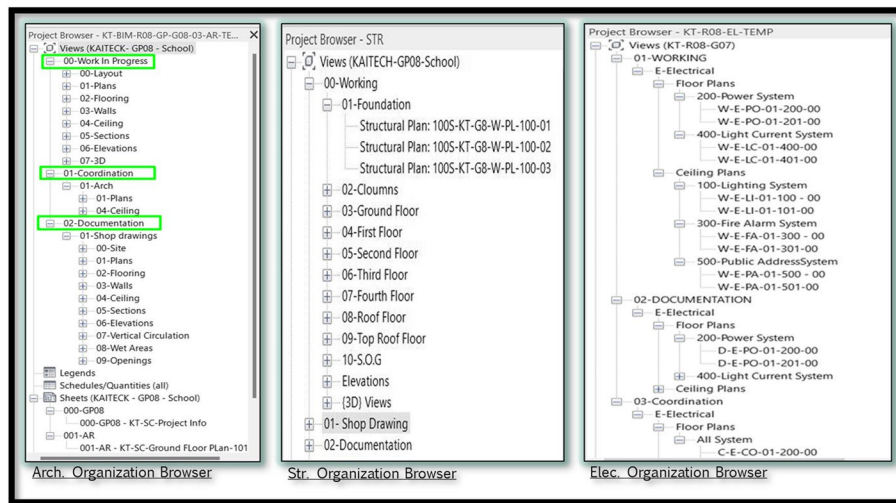 Project Browser - KT-BIM-R08-GP-G08-03-AR-TE... X
Views (KAITECK- GP08 - School)
00-Work In Progress
00-Layout
01-Plans
02-Flooring
03-Walls
04-Ceiling
05-Sections
06-Elevations
07-3D
01-Coordination
01-Arch
01-Plans
04-Ceiling
02-Documentation
01-Shop drawings
00-Site
01-Plans
02-Flooring
03-Walls
04-Ceiling
05-Sections
06-Elevations
07-Vertical Circulation
08-Wet Areas
09-Openings
Legends
Schedules/Quantities (all)
Sheets (KAITECK - GP08 - School)
000-GP08
000-GP08 - KT-SC-Project Info
001-AR
001-AR - KT-SC-Ground FLoor PLan-101
Arch. Organization Browser
Project Browser - STR
Views (KAITECH-GP08-School)
00-Working
01-Foundation
Structural Plan: 100S-KT-G8-W-PL-100-01
Structural Plan: 100S-KT-G8-W-PL-100-02
Structural Plan: 100S-KT-G8-W-PL-100-03
02-Cloumns
03-Ground Floor
04-First Floor
05-Second Floor
06-Third Floor
07-Fourth Floor
08-Roof Floor
09-Top Roof Floor
10-S.O.G
Elevations
{3D} Views
01- Shop Drawing
02-Documentation
Str. Organization Browser
Project Browser - KT-R08-EL-TEMP
Views (KT-R08-G07)
01-WORKING
E-Electrical
Floor Plans
200-Power System
W-E-PO-01-200-00
W-E-PO-01-201-00
400-Light Current System
W-E-LC-01-400-00
W-E-LC-01-401-00
Ceiling Plans
100-Lighting System
W-E-LI-01-100 - 00
W-E-LI-01-101-00
300-Fire Alarm System
W-E-FA-01-300 - 00
W-E-FA-01-301-00
500-Public AddressSystem
W-E-PA-01-500 - 00
W-E-PA-01-501-00
02-DOCUMENTATION
E-Electrical
Floor Plans
200-Power System
D-E-PO-01-200-00
D-E-PO-01-201-00
400-Light Current System
Ceiling Plans
03-Coordination
E-Electrical
Floor Plans
All System
C-E-CO-01-200-00
Elec. Organization Browser